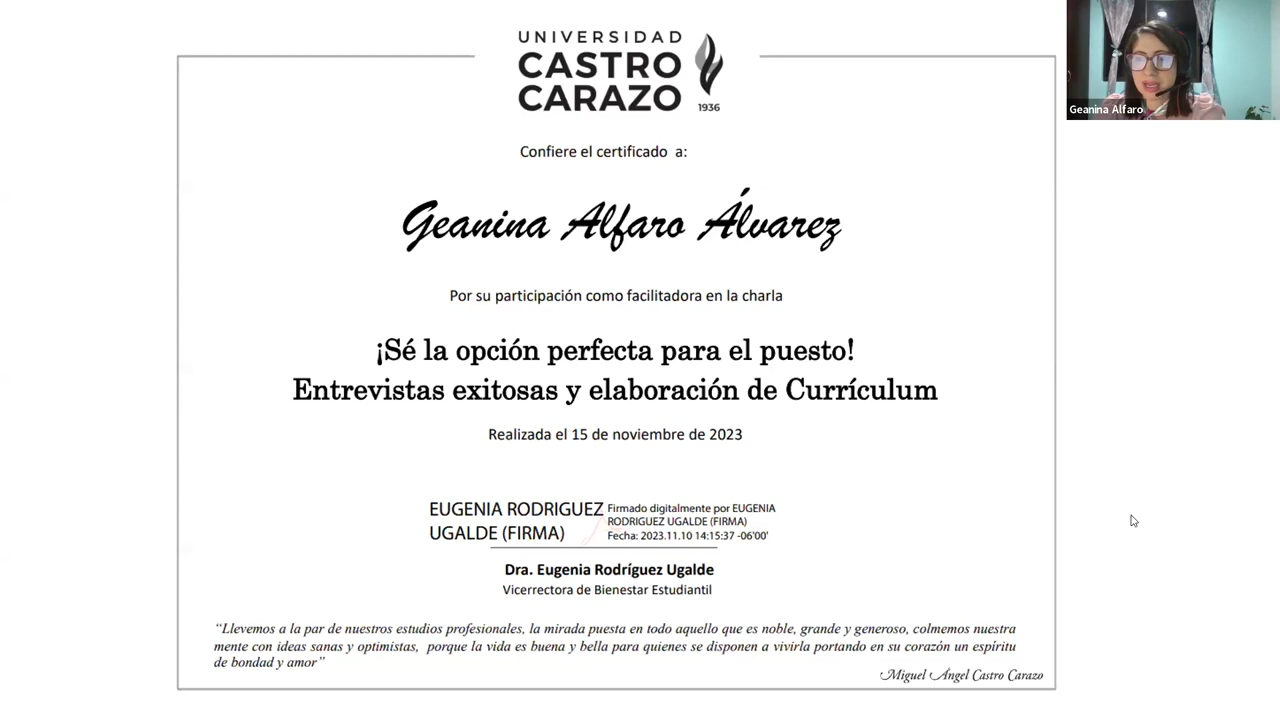 UNIVERSIDAD
CASTRO
CARAZO
1936
Geanina Alfaro
Confiere el certificado a:
Geanina Alfaro Álvarez
Por su participación como facilitadora en la charla
¡Sé la opción perfecta para el puesto!
Entrevistas exitosas y elaboración de Currículum
Realizada el 15 de noviembre de 2023
EUGENIA RODRIGUEZ
UGALDE (FIRMA)
Firmado digitalmente por EUGENIA
RODRIGUEZ UGALDE (FIRMA)
Fecha: 2023.11.10 14:15:37 -06'00'
Dra. Eugenia Rodríguez Ugalde
Vicerrectora de Bienestar Estudiantil
“Llevemos a la par de nuestros estudios profesionales, la mirada puesta en todo aquello que es noble, grande y generoso, colmemos nuestra
mente con ideas sanas y optimistas, porque la vida es buena y bella para quienes se disponen a vivirla portando en su corazón un espíritu
de bondad y amor”
Miguel Ángel Castro Carazo